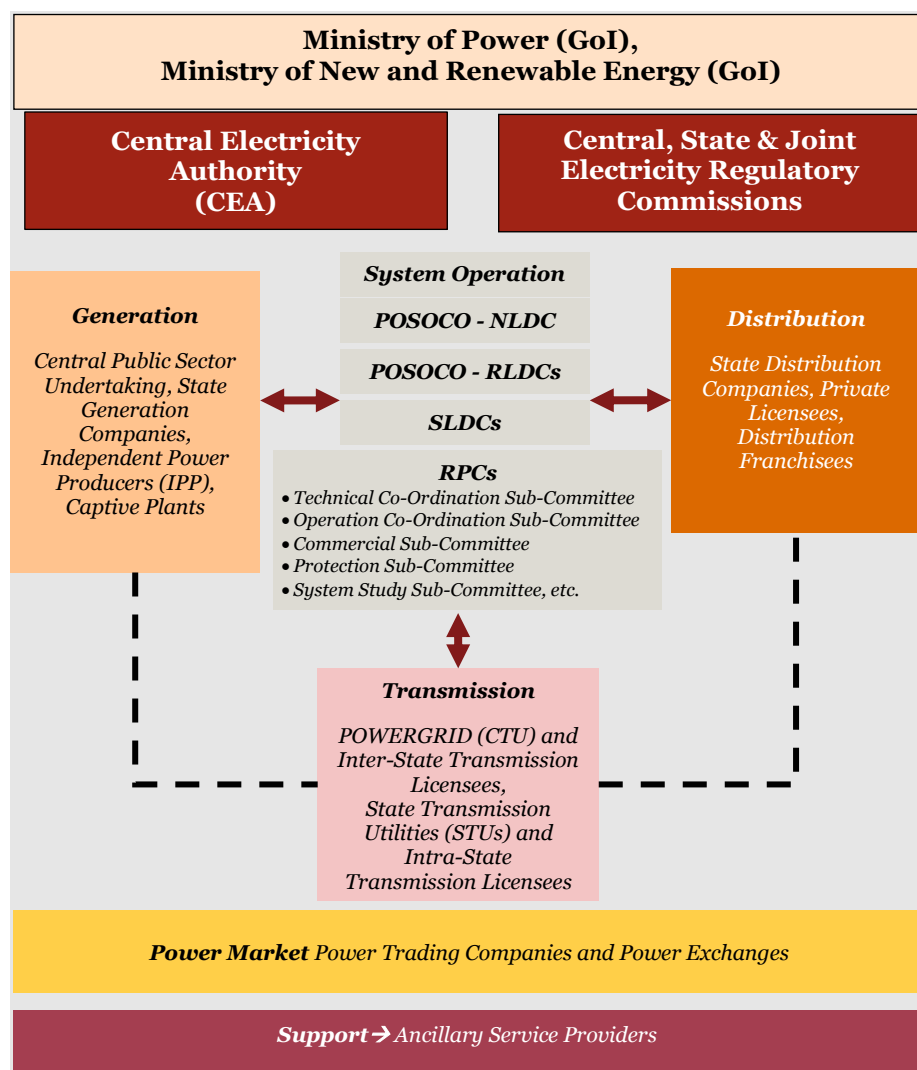 Ministry of Power (GoI),
Ministry of New and Renewable Energy (GoI)
Central Electricity
Authority
(CEA)
Central, State & Joint
Electricity Regulatory
Commissions
System Operation
POSOCO - NLDC
POSOCO - RLDCs
SLDCs
Generation
Central Public Sector
Undertaking, State
Generation
Companies,
Independent Power
Producers (IPP),
Captive Plants
Distribution
State Distribution
Companies, Private
Licensees,
Distribution
Franchisees
RPCs
• Technical Co-Ordination Sub-Committee
• Operation Co-Ordination Sub-Committee
• Commercial Sub-Committee
• Protection Sub-Committee
• System Study Sub-Committee, etc.
Transmission
POWERGRID (CTU) and
Inter-State Transmission
Licensees,
State Transmission
Utilities (STUs) and
Intra-State
Transmission Licensees
Power Market Power Trading Companies and Power Exchanges
Support→ Ancillary Service Providers